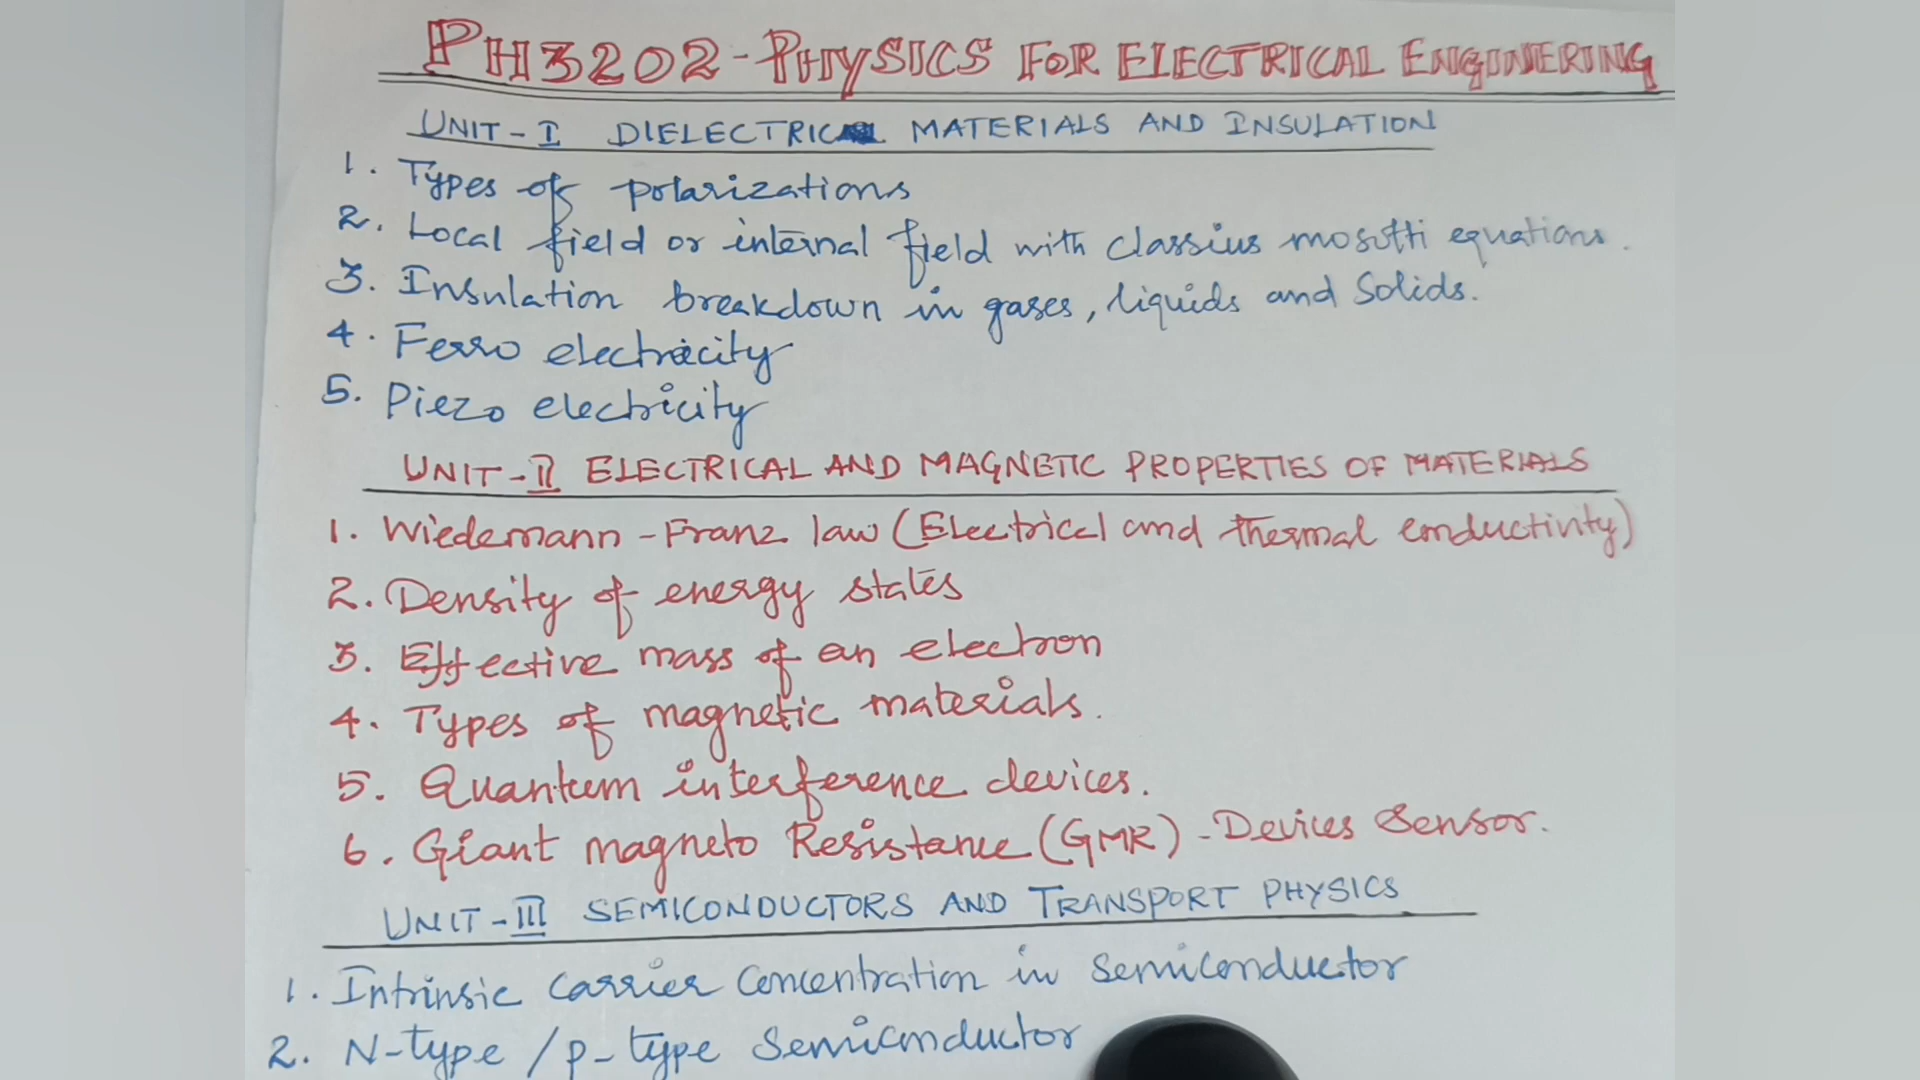 PH3202-PHYSICS FOR ELECTRICAL ENGINERING
UNIT-I DIELECTRIC MATERIALS AND INSULATION
1. Types of polarizations
2. Local field or internal field with classius mosotti equations.
3. Insulation breakdown in gases, liquids and Solids.
4. Ferro electricity
5. Piezo electricity
UNIT-II ELECTRICAL AND MAGNETIC PROPERTIES OF MATERIALS
1. Wiedemann-Franz law (Electrical and thermal conductivity)
2. Density of energy states
3. Effective mass of an electron
4. Types of magnetic materials.
5. Quantum interference devices.
6. Giant magneto Resistance (GMR)-Devices Sensor.
UNIT-III SEMICONDUCTORS AND TRANSPORT PHYSICS
1. Intrinsic Carrier Concentration in Semiconductor
2. N-type/p-type Semiconductor